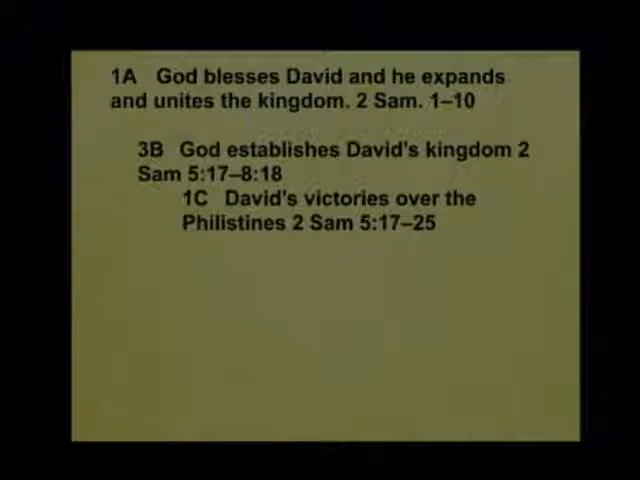 1A God blesses David and he expands
and unites the kingdom. 2 Sam. 1–10
3B God establishes David's kingdom 2
Sam 5:17–8:18
1C David's victories over the
Philistines 2 Sam 5:17–25